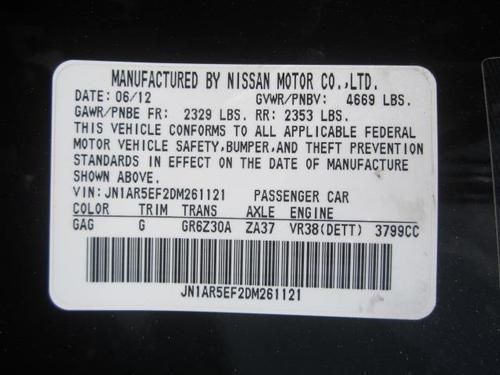 MANUFACTURED BY NISSAN MOTOR CO.,LTD.
DATE: 06/12 GVWR/PNBV: 4669 LBS.
GAWR/PNBE FR: 2329 LBS. RR: 2353 LBS.
THIS VEHICLE CONFORMS TO ALL APPLICABLE FEDERAL
MOTOR VEHICLE SAFETY,BUMPER,AND THEFT PREVENTION
STANDARDS IN EFFECT ON THE DATE OF MANUFACTURE
SHOWN ABOVE.
VIN: JN1AR5EF2DM261121 PASSENGER CAR
COLOR TRIM TRANS AXLE ENGINE
GAG G GR6Z30A ZA37 VR38(DETT) 3799CC
JN1AR5EF2DM261121